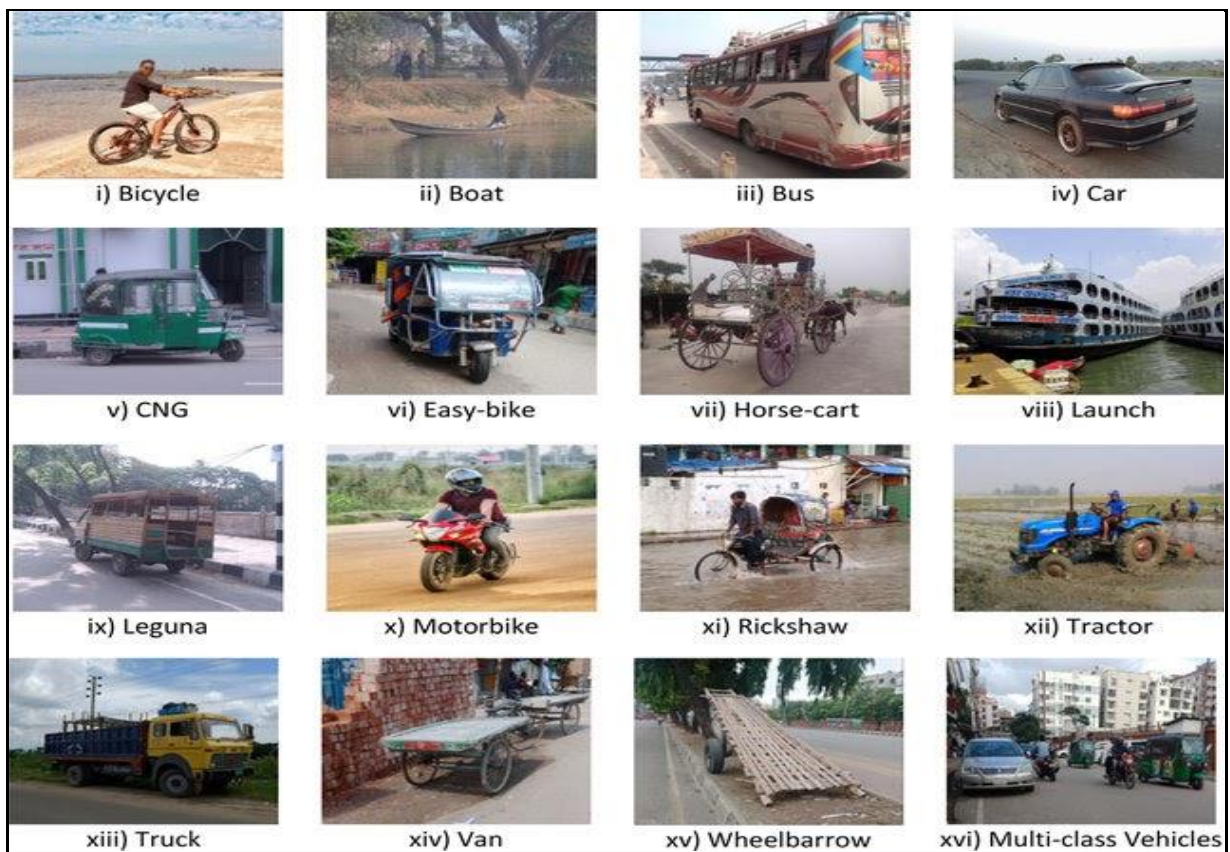 i) Bicycle
ii) Boat
iii) Bus
iv) Car
v) CNG
vi) Easy-bike
vii) Horse-cart
viii) Launch
ix) Leguna
x) Motorbike
xi) Rickshaw
xii) Tractor
xiii) Truck
xiv) Van
xv) Wheelbarrow
xvi) Multi-class Vehicles